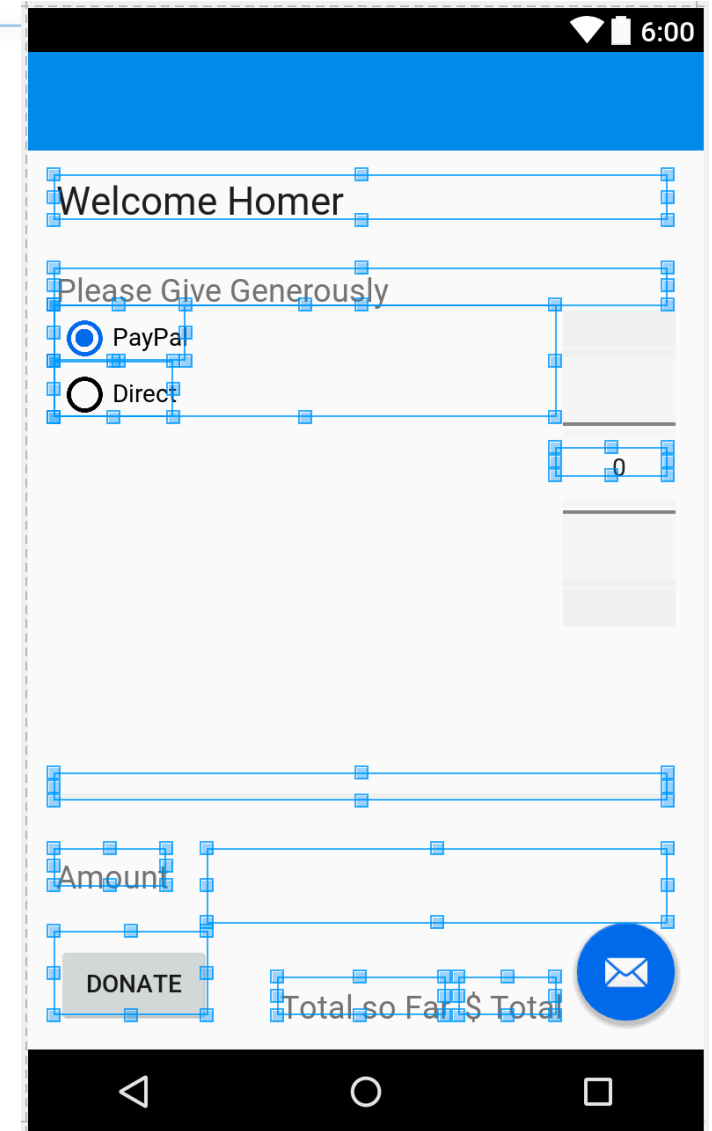 6:00
Welcome Homer
Please Give Generously
PayPal
Direct
0
Amount
DONATE
Total so Far $ Total